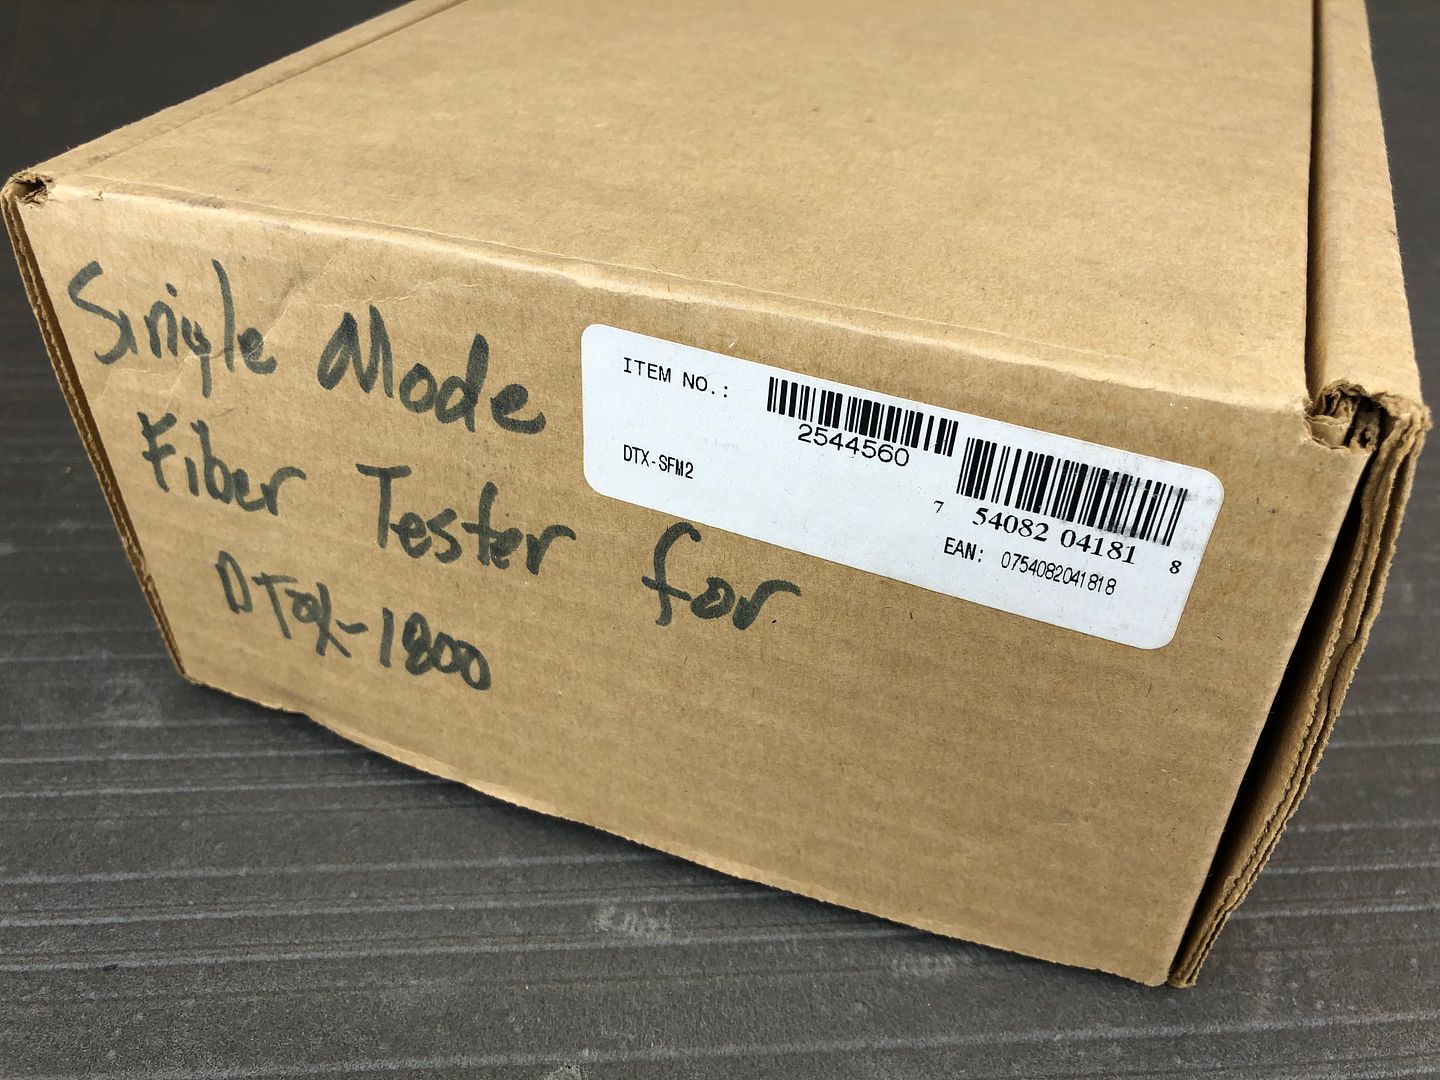 Single Mode
Fiber Tester for
DTX-1800
ITEM NO.:
2544560
DTX-SFM2
7 54082 04181 8
EAN: 0754082041818